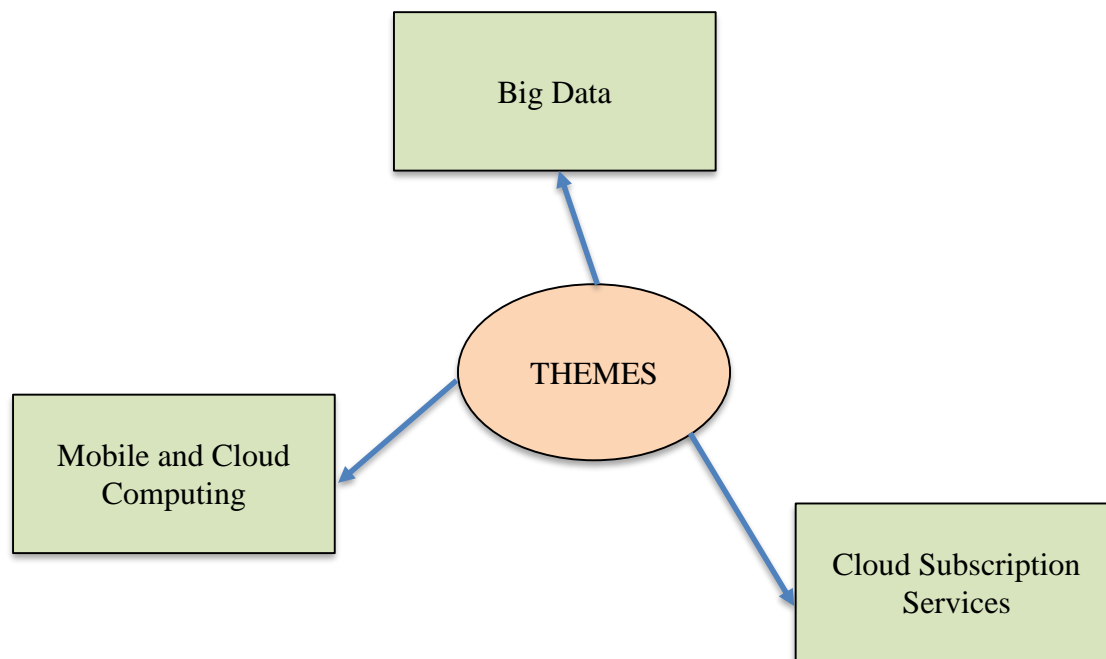 Big Data
THEMES
Mobile and Cloud
Computing
Cloud Subscription
Services